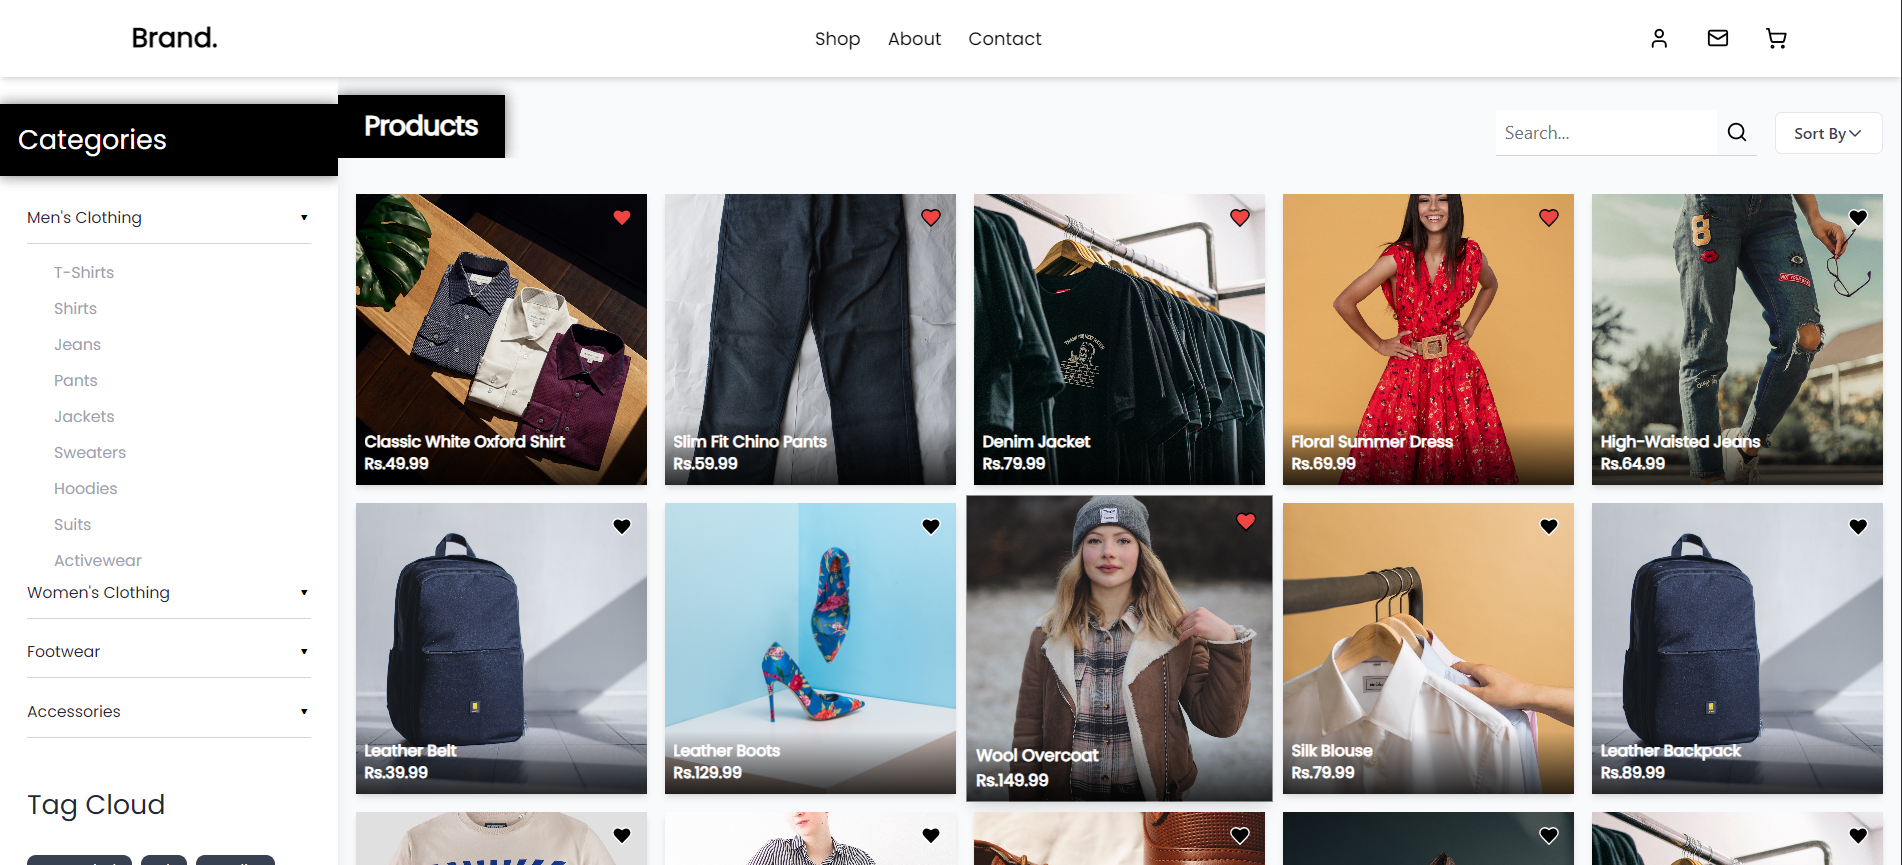 Brand.
Shop About Contact
Categories
Products
Search...
Sort By
Men's Clothing
T-Shirts
Shirts
Jeans
Pants
Jackets
Sweaters
Hoodies
Suits
Activewear
Women's Clothing
Footwear
Accessories
Tag Cloud
Classic White Oxford Shirt
Rs.49.99
Slim Fit Chino Pants
Rs.59.99
Denim Jacket
Rs.79.99
Floral Summer Dress
Rs.69.99
High-Waisted Jeans
Rs.64.99
Leather Belt
Rs.39.99
Leather Boots
Rs.129.99
Wool Overcoat
Rs.149.99
Silk Blouse
Rs.79.99
Leather Backpack
Rs.89.99